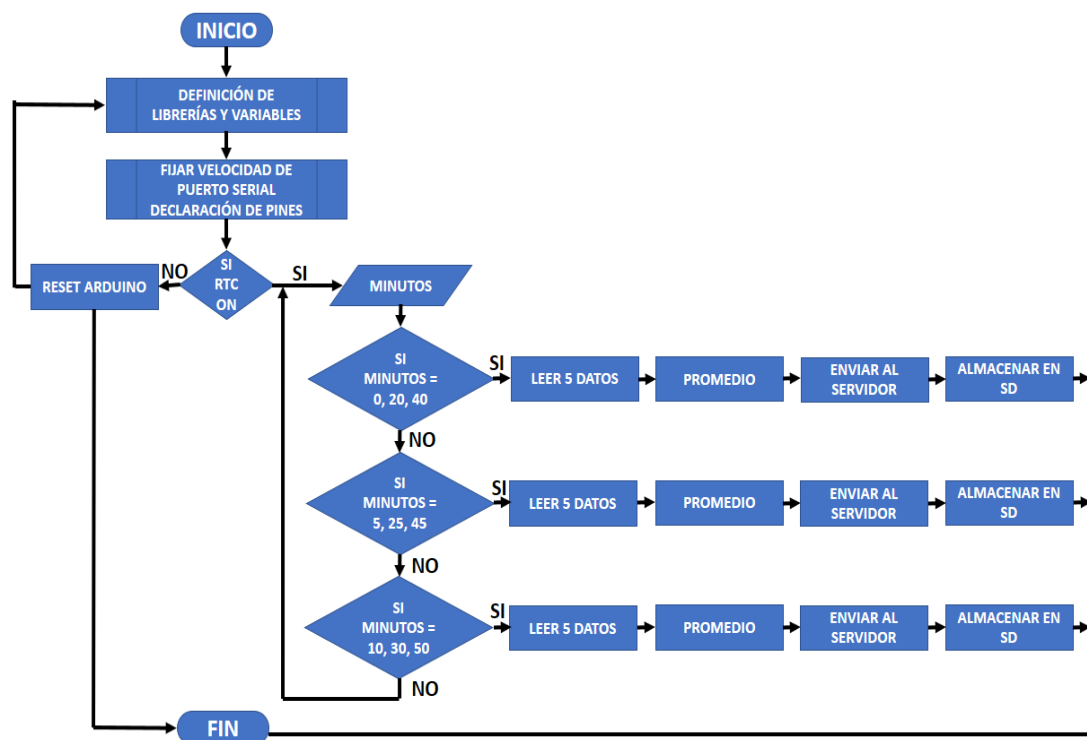 INICIO
DEFINICIÓN DE
LIBRERÍAS Y VARIABLES
FIJAR VELOCIDAD DE
PUERTO SERIAL
DECLARACIÓN DE PINES
SI
RTC
ON
NO
RESET ARDUINO
SI
MINUTOS
SI
MINUTOS =
0, 20, 40
SI
LEER 5 DATOS
PROMEDIO
ENVIAR AL
SERVIDOR
ALMACENAR EN
SD
NO
SI
MINUTOS =
5, 25, 45
SI
LEER 5 DATOS
PROMEDIO
ENVIAR AL
SERVIDOR
ALMACENAR EN
SD
NO
SI
MINUTOS =
10, 30, 50
SI
LEER 5 DATOS
PROMEDIO
ENVIAR AL
SERVIDOR
ALMACENAR EN
SD
NO
FIN